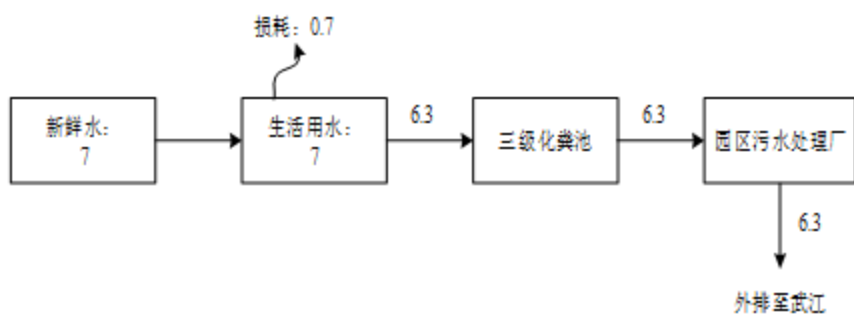 损耗：0.7
新鲜水：
7
生活用水：
7
6.3
三级化粪池
6.3
园区污水处理厂
6.3
外排至武江